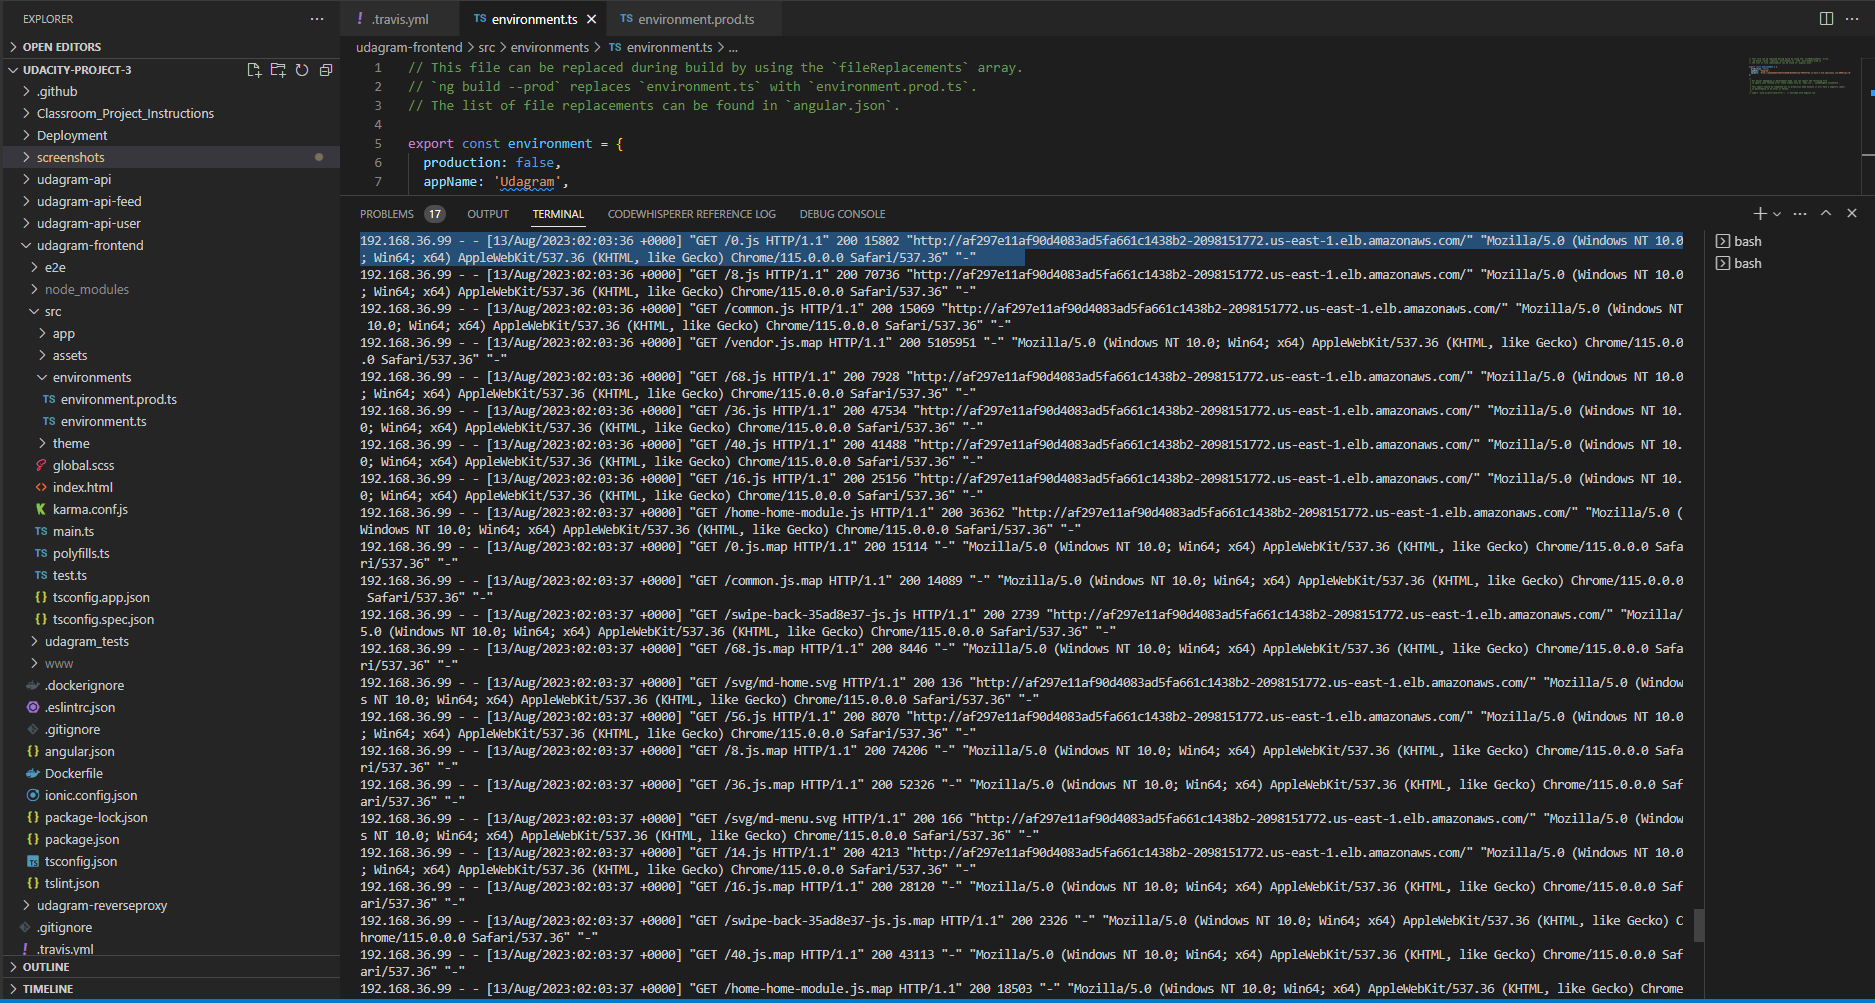 EXPLORER
OPEN EDITORS
UDACITY-PROJECT-3
.github
Classroom_Project_Instructions
Deployment
screenshots
udagram-api
udagram-api-feed
udagram-api-user
udagram-frontend
e2e
node_modules
src
app
assets
environments
TS environment.prod.ts
TS environment.ts
theme
global.scss
index.html
karma.conf.js
TS main.ts
TS polyfills.ts
TS test.ts
{} tsconfig.app.json
{} tsconfig.spec.json
udagram_tests
www
.dockerignore
.eslintrc.json
.gitignore
{} angular.json
Dockerfile
ionic.config.json
{} package-lock.json
{} package.json
tsconfig.json
{} tslint.json
udagram-reverseproxy
.gitignore
! .travis.yml
OUTLINE
TIMELINE
! .travis.yml
TS environment.ts
TS environment.prod.ts
udagram-frontend > src > environments > TS environment.ts > ...
1 // This file can be replaced during build by using the `fileReplacements` array.
2 // `ng build --prod` replaces `environment.ts` with `environment.prod.ts`.
3 // The list of file replacements can be found in `angular.json`.
4
5 export const environment = {
6 production: false,
7 appName: 'Udagram',
PROBLEMS 17 OUTPUT TERMINAL CODEWHISPERER REFERENCE LOG DEBUG CONSOLE
192.168.36.99 - - [13/Aug/2023:02:03:36 +0000] "GET /0.js HTTP/1.1" 200 15802 "http://af297e11af90d4083ad5fa661c1438b2-2098151772.us-east-1.elb.amazonaws.com/" "Mozilla/5.0 (Windows NT 10.0
; Win64; x64) AppleWebKit/537.36 (KHTML, like Gecko) Chrome/115.0.0.0 Safari/537.36" "-"
192.168.36.99 - - [13/Aug/2023:02:03:36 +0000] "GET /8.js HTTP/1.1" 200 70736 "http://af297e11af90d4083ad5fa661c1438b2-2098151772.us-east-1.elb.amazonaws.com/" "Mozilla/5.0 (Windows NT 10.0
; Win64; x64) AppleWebKit/537.36 (KHTML, like Gecko) Chrome/115.0.0.0 Safari/537.36" "-"
192.168.36.99 - - [13/Aug/2023:02:03:36 +0000] "GET /common.js HTTP/1.1" 200 15069 "http://af297e11af90d4083ad5fa661c1438b2-2098151772.us-east-1.elb.amazonaws.com/" "Mozilla/5.0 (Windows NT
10.0; Win64; x64) AppleWebKit/537.36 (KHTML, like Gecko) Chrome/115.0.0.0 Safari/537.36" "-"
192.168.36.99 - - [13/Aug/2023:02:03:36 +0000] "GET /vendor.js.map HTTP/1.1" 200 5105951 "-" "Mozilla/5.0 (Windows NT 10.0; Win64; x64) AppleWebKit/537.36 (KHTML, like Gecko) Chrome/115.0.0
.0 Safari/537.36" "-"
192.168.36.99 - - [13/Aug/2023:02:03:36 +0000] "GET /68.js HTTP/1.1" 200 7928 "http://af297e11af90d4083ad5fa661c1438b2-2098151772.us-east-1.elb.amazonaws.com/" "Mozilla/5.0 (Windows NT 10.0
; Win64; x64) AppleWebKit/537.36 (KHTML, like Gecko) Chrome/115.0.0.0 Safari/537.36" "-"
192.168.36.99 - - [13/Aug/2023:02:03:36 +0000] "GET /36.js HTTP/1.1" 200 47534 "http://af297e11af90d4083ad5fa661c1438b2-2098151772.us-east-1.elb.amazonaws.com/" "Mozilla/5.0 (Windows NT 10.
0; Win64; x64) AppleWebKit/537.36 (KHTML, like Gecko) Chrome/115.0.0.0 Safari/537.36" "-"
192.168.36.99 - - [13/Aug/2023:02:03:36 +0000] "GET /40.js HTTP/1.1" 200 41488 "http://af297e11af90d4083ad5fa661c1438b2-2098151772.us-east-1.elb.amazonaws.com/" "Mozilla/5.0 (Windows NT 10.
0; Win64; x64) AppleWebKit/537.36 (KHTML, like Gecko) Chrome/115.0.0.0 Safari/537.36" "-"
192.168.36.99 - - [13/Aug/2023:02:03:36 +0000] "GET /16.js HTTP/1.1" 200 25156 "http://af297e11af90d4083ad5fa661c1438b2-2098151772.us-east-1.elb.amazonaws.com/" "Mozilla/5.0 (Windows NT 10.
0; Win64; x64) AppleWebKit/537.36 (KHTML, like Gecko) Chrome/115.0.0.0 Safari/537.36" "-"
192.168.36.99 - - [13/Aug/2023:02:03:36 +0000] "GET /home-home-module.js HTTP/1.1" 200 36362 "http://af297e11af90d4083ad5fa661c1438b2-2098151772.us-east-1.elb.amazonaws.com/" "Mozilla/5.0 (
Windows NT 10.0; Win64; x64) AppleWebKit/537.36 (KHTML, like Gecko) Chrome/115.0.0.0 Safari/537.36" "-"
192.168.36.99 - - [13/Aug/2023:02:03:37 +0000] "GET /0.js.map HTTP/1.1" 200 15114 "-" "Mozilla/5.0 (Windows NT 10.0; Win64; x64) AppleWebKit/537.36 (KHTML, like Gecko) Chrome/115.0.0.0 Safa
ri/537.36" "-"
192.168.36.99 - - [13/Aug/2023:02:03:37 +0000] "GET /common.js.map HTTP/1.1" 200 14089 "-" "Mozilla/5.0 (Windows NT 10.0; Win64; x64) AppleWebKit/537.36 (KHTML, like Gecko) Chrome/115.0.0.0
Safari/537.36" "-"
192.168.36.99 - - [13/Aug/2023:02:03:37 +0000] "GET /swipe-back-35ad8e37-js.js HTTP/1.1" 200 2739 "http://af297e11af90d4083ad5fa661c1438b2-2098151772.us-east-1.elb.amazonaws.com/" "Mozilla/
5.0 (Windows NT 10.0; Win64; x64) AppleWebKit/537.36 (KHTML, like Gecko) Chrome/115.0.0.0 Safari/537.36" "-"
192.168.36.99 - - [13/Aug/2023:02:03:37 +0000] "GET /68.js.map HTTP/1.1" 200 8446 "-" "Mozilla/5.0 (Windows NT 10.0; Win64; x64) AppleWebKit/537.36 (KHTML, like Gecko) Chrome/115.0.0.0 Safa
ri/537.36" "-"
192.168.36.99 - - [13/Aug/2023:02:03:37 +0000] "GET /svg/md-home.svg HTTP/1.1" 200 136 "http://af297e11af90d4083ad5fa661c1438b2-2098151772.us-east-1.elb.amazonaws.com/" "Mozilla/5.0 (Window
s NT 10.0; Win64; x64) AppleWebKit/537.36 (KHTML, like Gecko) Chrome/115.0.0.0 Safari/537.36" "-"
192.168.36.99 - - [13/Aug/2023:02:03:37 +0000] "GET /56.js HTTP/1.1" 200 8070 "http://af297e11af90d4083ad5fa661c1438b2-2098151772.us-east-1.elb.amazonaws.com/" "Mozilla/5.0 (Windows NT 10.0
; Win64; x64) AppleWebKit/537.36 (KHTML, like Gecko) Chrome/115.0.0.0 Safari/537.36" "-"
192.168.36.99 - - [13/Aug/2023:02:03:37 +0000] "GET /8.js.map HTTP/1.1" 200 74206 "-" "Mozilla/5.0 (Windows NT 10.0; Win64; x64) AppleWebKit/537.36 (KHTML, like Gecko) Chrome/115.0.0.0 Safa
ri/537.36" "-"
192.168.36.99 - - [13/Aug/2023:02:03:37 +0000] "GET /36.js.map HTTP/1.1" 200 52326 "-" "Mozilla/5.0 (Windows NT 10.0; Win64; x64) AppleWebKit/537.36 (KHTML, like Gecko) Chrome/115.0.0.0 Saf
ari/537.36" "-"
192.168.36.99 - - [13/Aug/2023:02:03:37 +0000] "GET /svg/md-menu.svg HTTP/1.1" 200 166 "http://af297e11af90d4083ad5fa661c1438b2-2098151772.us-east-1.elb.amazonaws.com/" "Mozilla/5.0 (Window
s NT 10.0; Win64; x64) AppleWebKit/537.36 (KHTML, like Gecko) Chrome/115.0.0.0 Safari/537.36" "-"
192.168.36.99 - - [13/Aug/2023:02:03:37 +0000] "GET /14.js HTTP/1.1" 200 4213 "http://af297e11af90d4083ad5fa661c1438b2-2098151772.us-east-1.elb.amazonaws.com/" "Mozilla/5.0 (Windows NT 10.0
; Win64; x64) AppleWebKit/537.36 (KHTML, like Gecko) Chrome/115.0.0.0 Safari/537.36" "-"
192.168.36.99 - - [13/Aug/2023:02:03:37 +0000] "GET /16.js.map HTTP/1.1" 200 28120 "-" "Mozilla/5.0 (Windows NT 10.0; Win64; x64) AppleWebKit/537.36 (KHTML, like Gecko) Chrome/115.0.0.0 Saf
ari/537.36" "-"
192.168.36.99 - - [13/Aug/2023:02:03:37 +0000] "GET /swipe-back-35ad8e37-js.js.map HTTP/1.1" 200 2326 "-" "Mozilla/5.0 (Windows NT 10.0; Win64; x64) AppleWebKit/537.36 (KHTML, like Gecko) C
hrome/115.0.0.0 Safari/537.36" "-"
192.168.36.99 - - [13/Aug/2023:02:03:37 +0000] "GET /40.js.map HTTP/1.1" 200 43113 "-" "Mozilla/5.0 (Windows NT 10.0; Win64; x64) AppleWebKit/537.36 (KHTML, like Gecko) Chrome/115.0.0.0 Saf
ari/537.36" "-"
192.168.36.99 - - [13/Aug/2023:02:03:37 +0000] "GET /home-home-module.js.map HTTP/1.1" 200 18503 "-" "Mozilla/5.0 (Windows NT 10.0; Win64; x64) AppleWebKit/537.36 (KHTML, like Gecko) Chrome
bash
bash